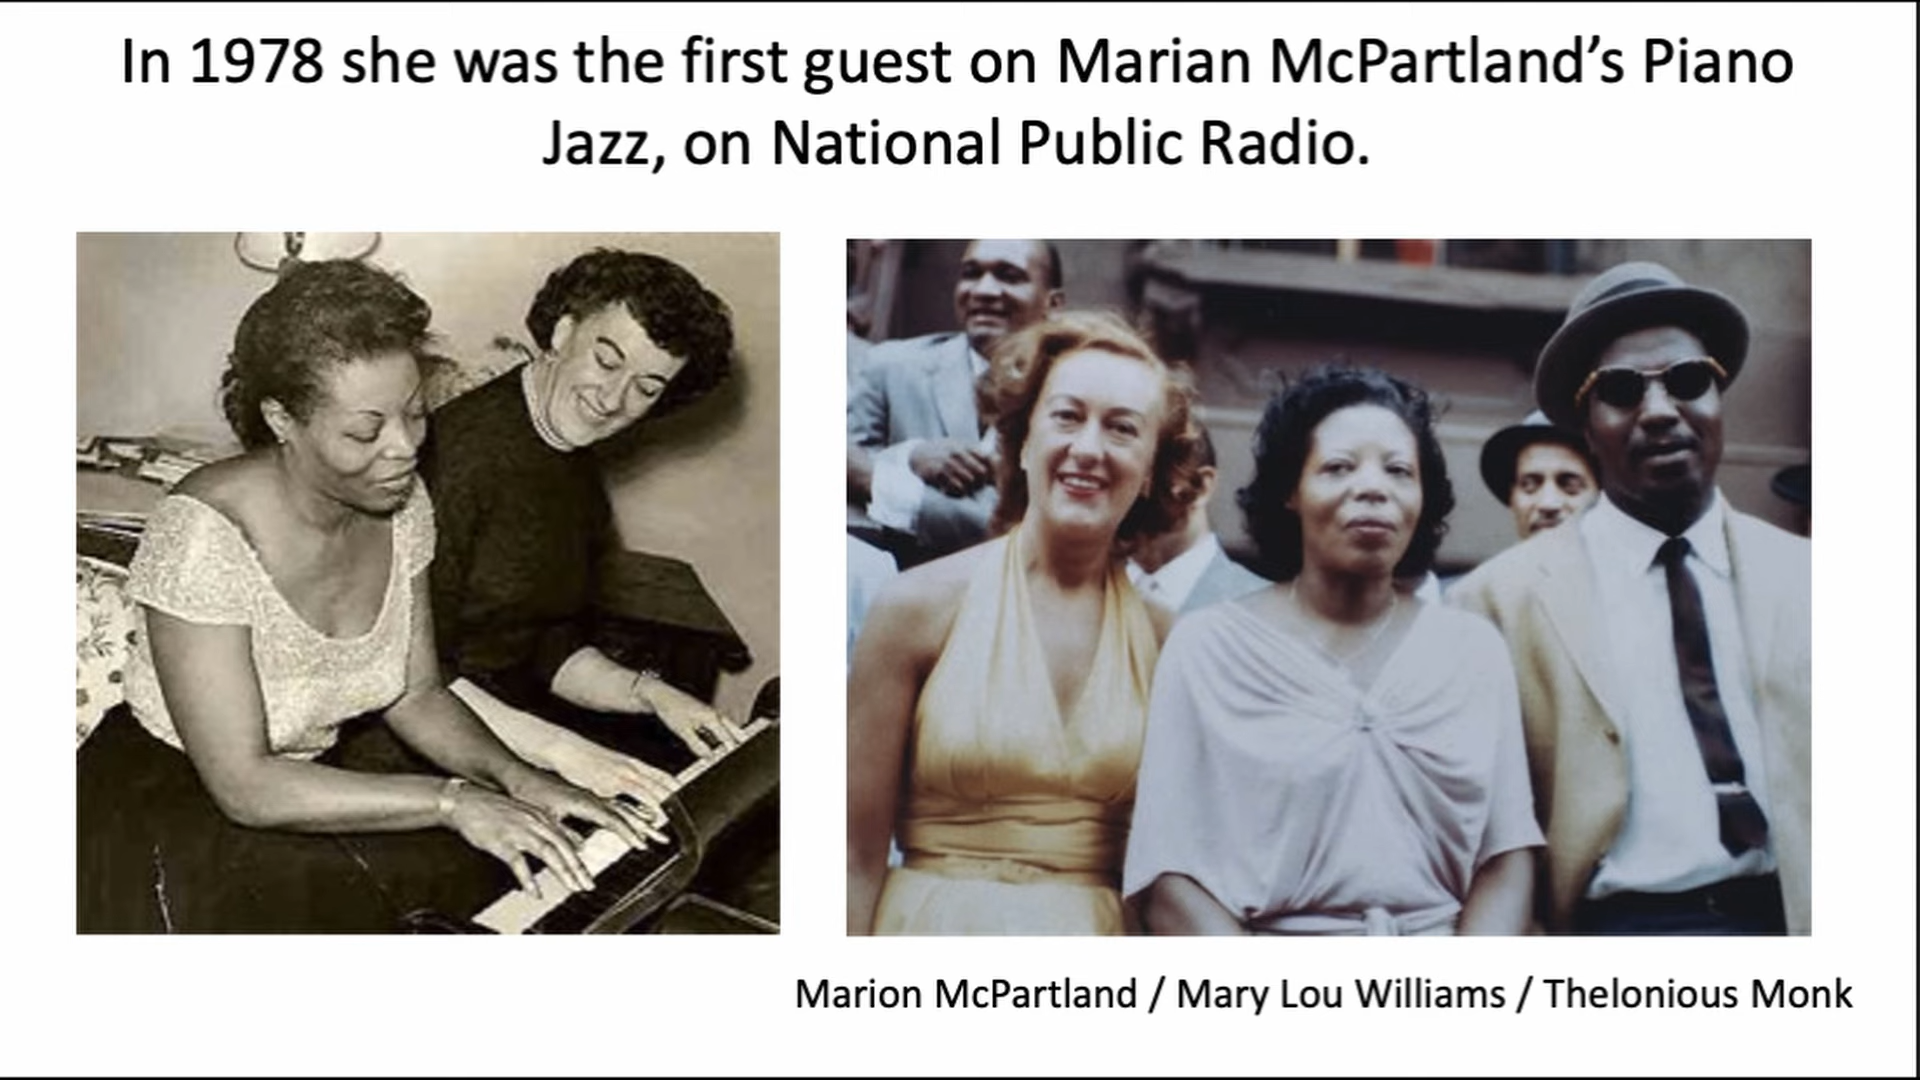 In 1978 she was the first guest on Marian McPartland’s Piano
Jazz, on National Public Radio.
Marion McPartland / Mary Lou Williams / Thelonious Monk